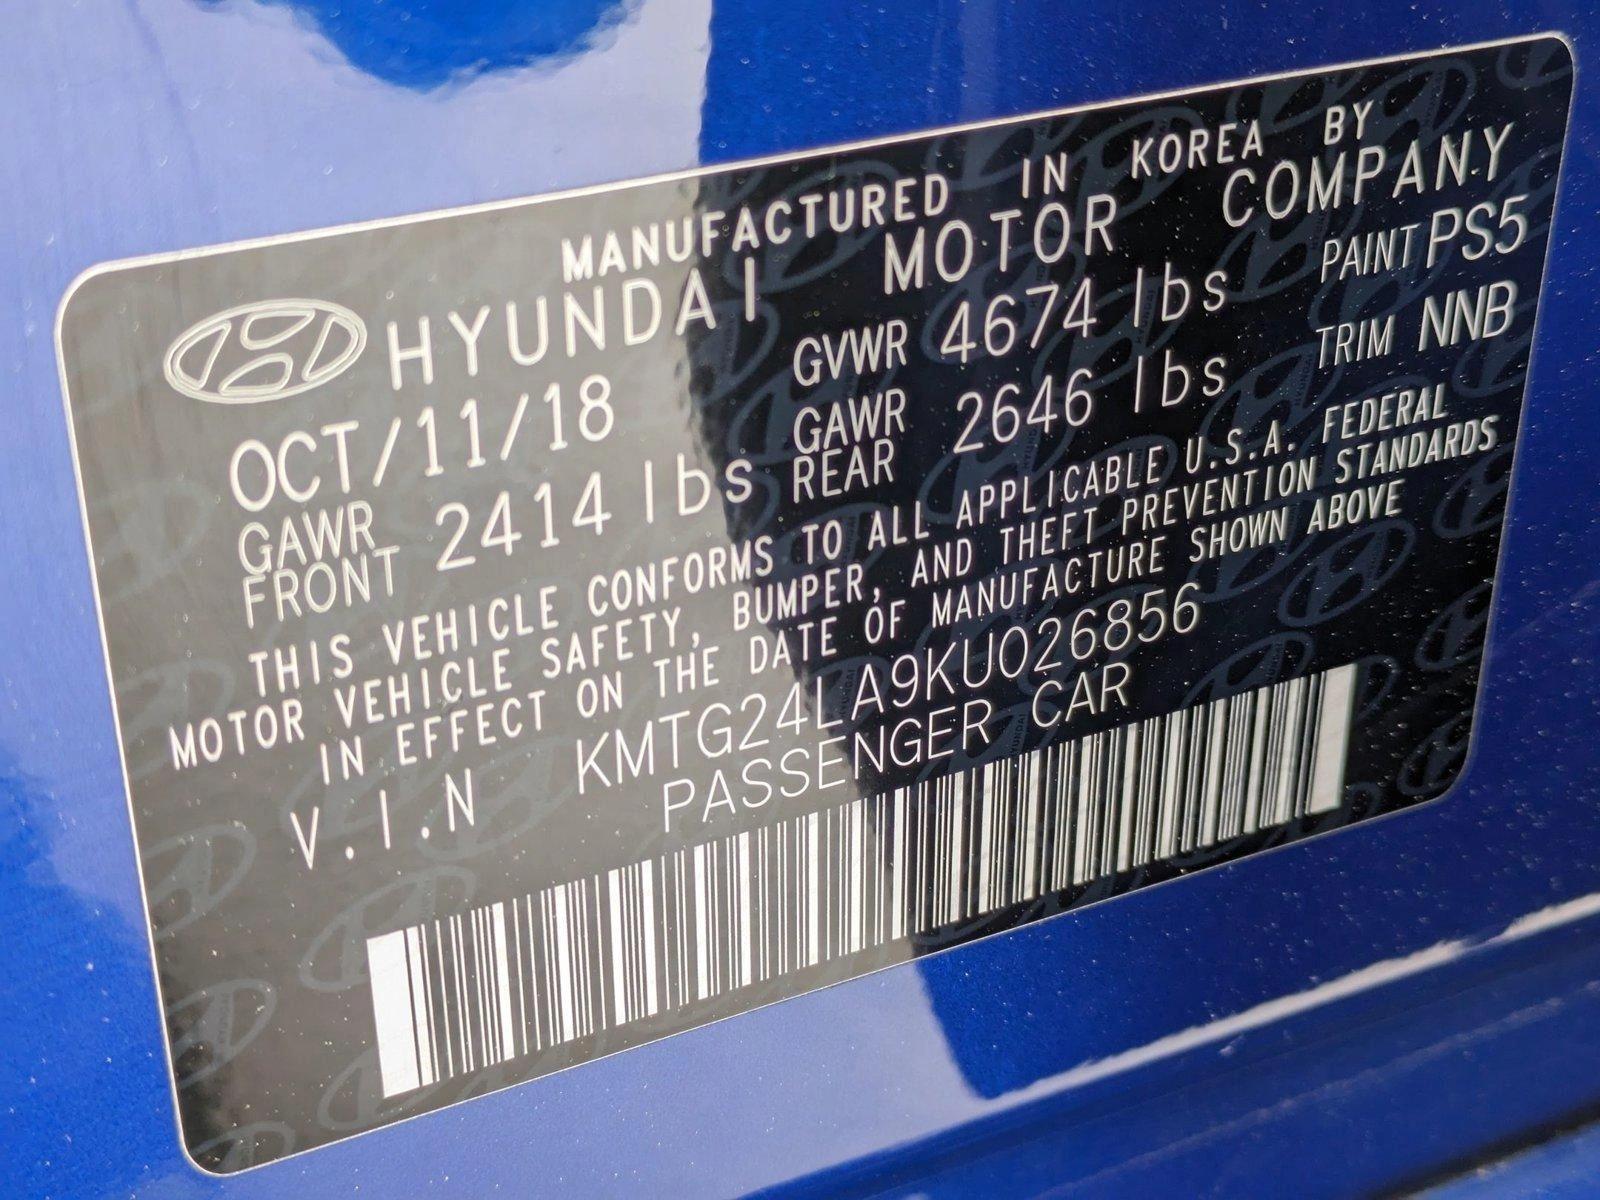 MANUFACTURED IN KOREA BY
HYUNDAI MOTOR COMPANY
OCT/11/18 GVWR 4674 lbs PAINT PS5
GAWR FRONT 2414 lbs GAWR REAR 2646 lbs TRIM NNB
THIS VEHICLE CONFORMS TO ALL APPLICABLE U.S.A. FEDERAL
MOTOR VEHICLE SAFETY, BUMPER, AND THEFT PREVENTION STANDARDS
IN EFFECT ON THE DATE OF MANUFACTURE SHOWN ABOVE
V.I.N KMTG24LA9KU026856
PASSENGER CAR